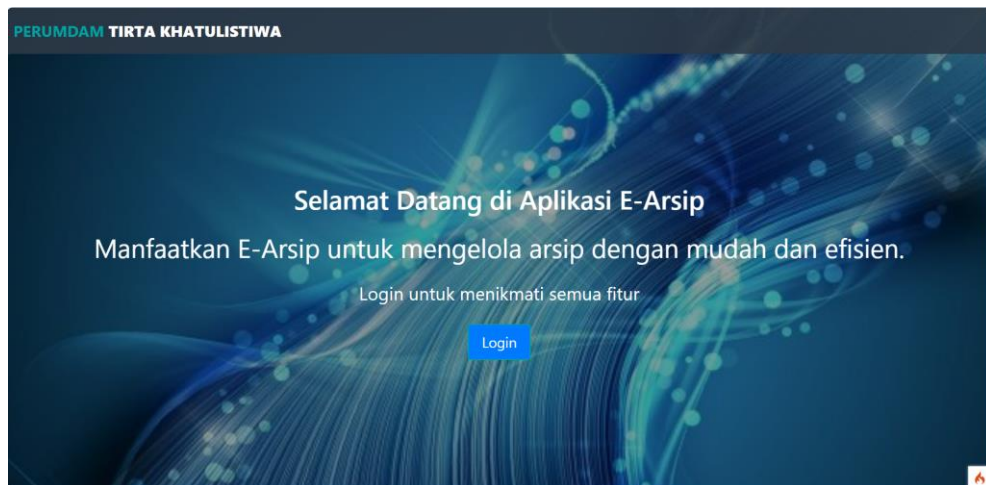 PERUMDAM TIRTA KHATULISTIWA
Selamat Datang di Aplikasi E-Arsip
Manfaatkan E-Arsip untuk mengelola arsip dengan mudah dan efisien.
Login untuk menikmati semua fitur
Login